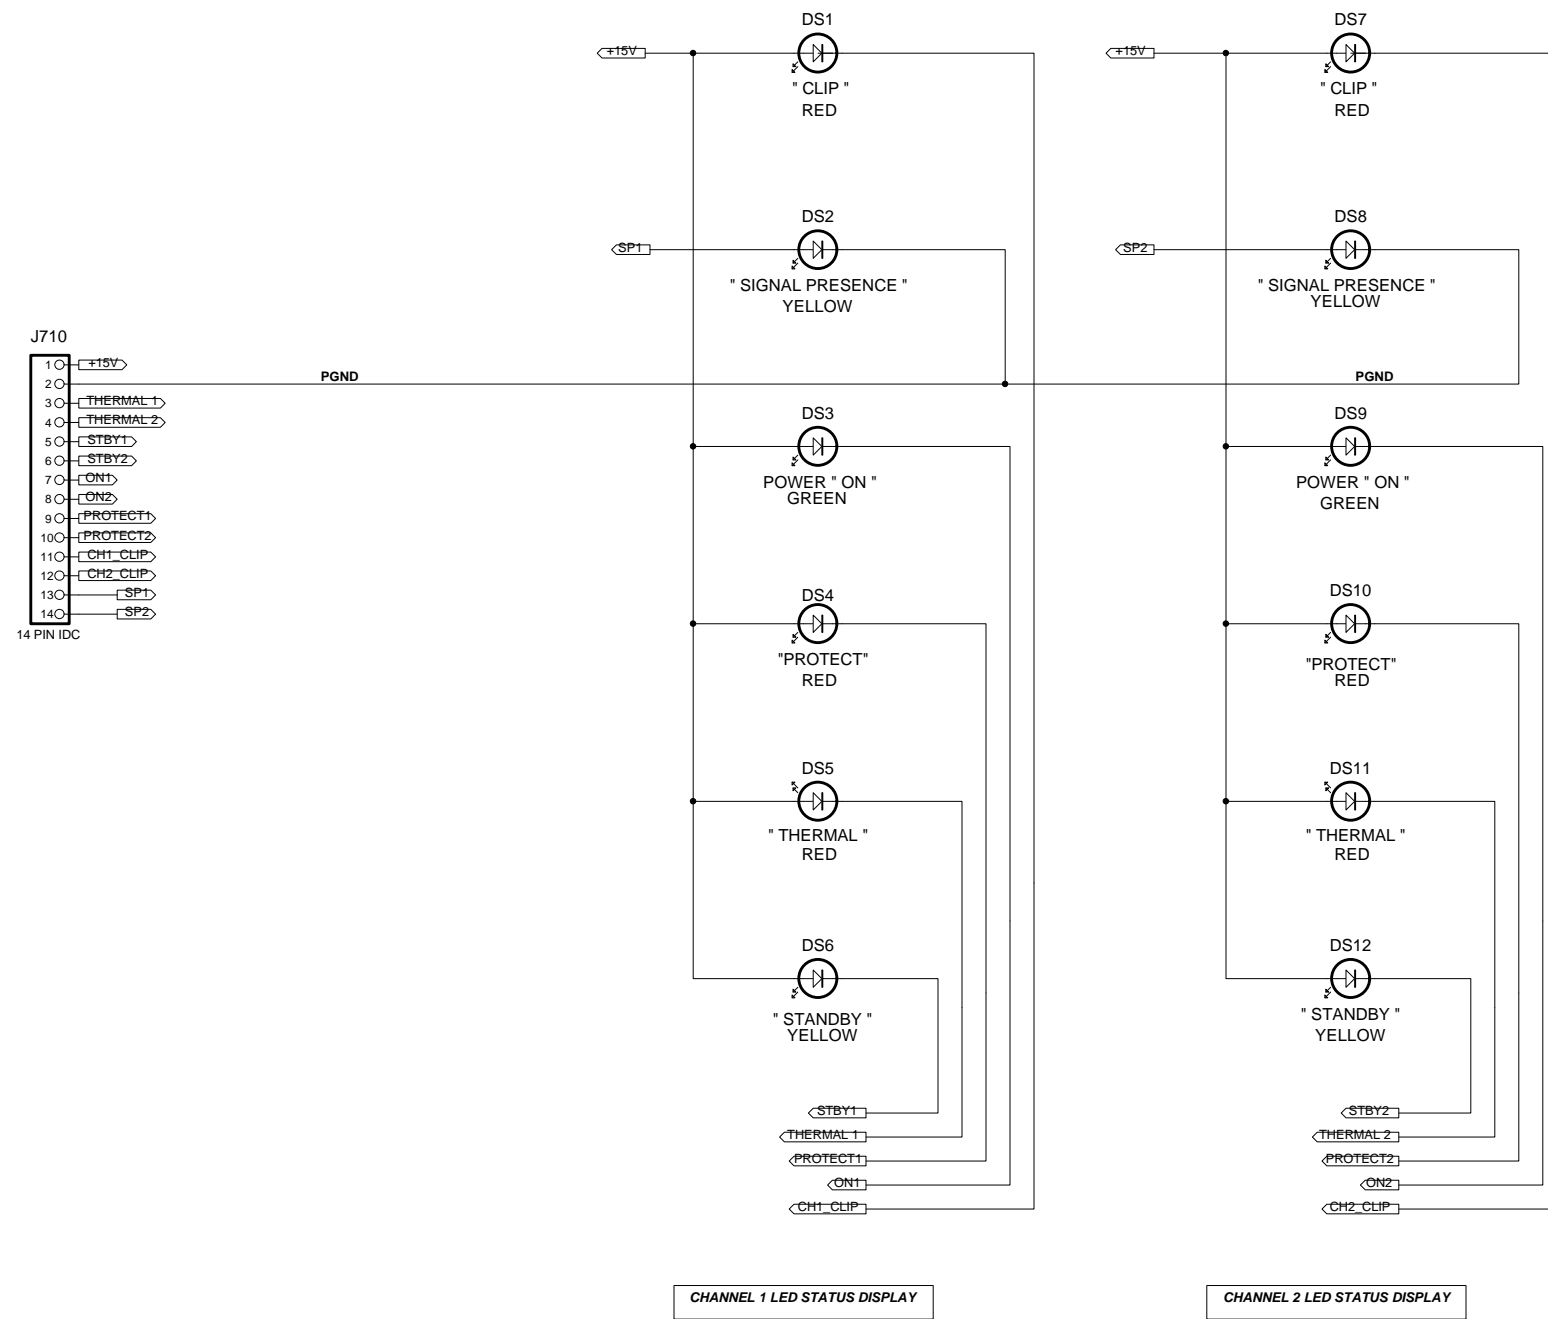 J710
1 +15V
2 PGND
3 THERMAL 1
4 THERMAL 2
5 STBY1
6 STBY2
7 ON1
8 ON2
9 PROTECT1
10 PROTECT2
11 CH1_CLIP
12 CH2_CLIP
13 SP1
14 SP2
14 PIN IDC
+15V
DS1
" CLIP "
RED
SP1
DS2
" SIGNAL PRESENCE "
YELLOW
DS3
POWER " ON "
GREEN
DS4
"PROTECT"
RED
DS5
" THERMAL "
RED
DS6
" STANDBY "
YELLOW
STBY1
THERMAL 1
PROTECT1
ON1
CH1_CLIP
CHANNEL 1 LED STATUS DISPLAY
+15V
DS7
" CLIP "
RED
SP2
DS8
" SIGNAL PRESENCE "
YELLOW
PGND
DS9
POWER " ON "
GREEN
DS10
"PROTECT"
RED
DS11
" THERMAL "
RED
DS12
" STANDBY "
YELLOW
STBY2
THERMAL 2
PROTECT2
ON2
CH2_CLIP
CHANNEL 2 LED STATUS DISPLAY